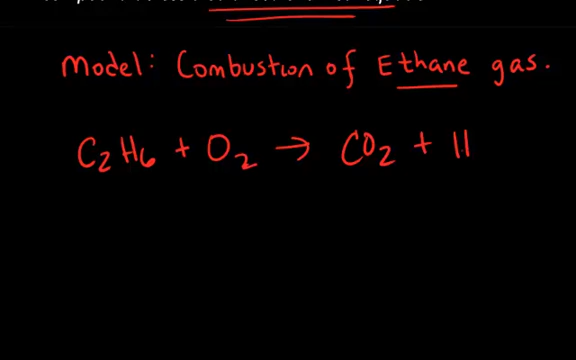 Model: Combustion of Ethane gas.
C₂H₆ + O₂ → CO₂ + ||